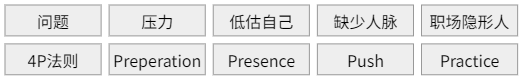 问题 压力 低估自己 缺少人脉 职场隐形人
4P法则 Preperation Presence Push Practice